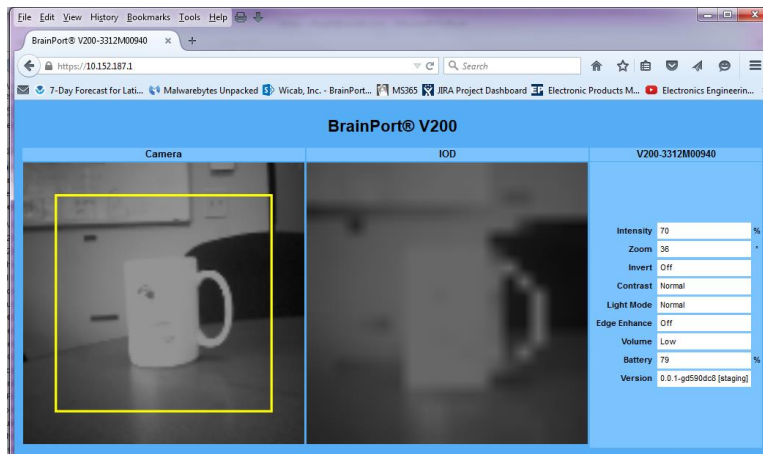 File Edit View History Bookmarks Tools Help
BrainPort® V200-3312M00940 × +
https://10.152.187.1 Search
7-Day Forecast for Lati... Malwarebytes Unpacked Wicab, Inc. - BrainPort... MS365 JIRA Project Dashboard EP Electronic Products M... Electronics Engineerin...
BrainPort® V200
Camera IOD V200-3312M00940
Intensity 70 %
Zoom 36 °
Invert Off
Contrast Normal
Light Mode Normal
Edge Enhance Off
Volume Low
Battery 79 %
Version 0.0.1-gd590dc8 [staging]